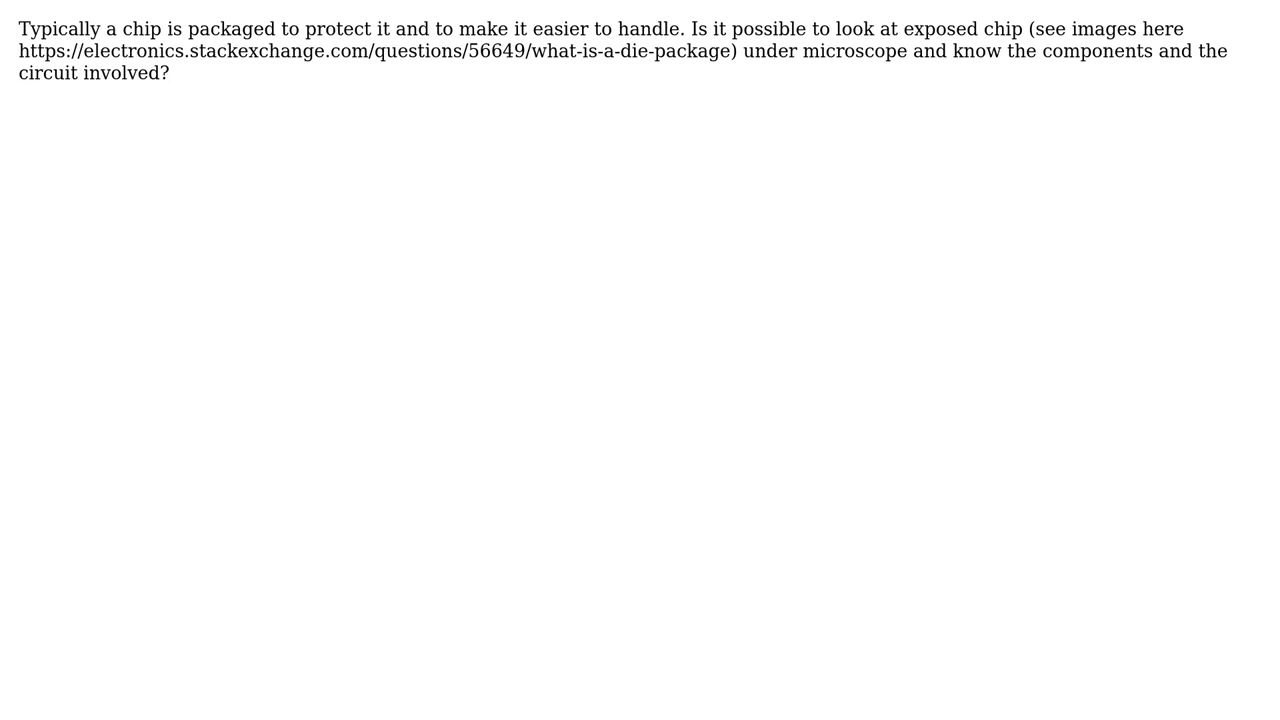 Typically a chip is packaged to protect it and to make it easier to handle. Is it possible to look at exposed chip (see images here
https://electronics.stackexchange.com/questions/56649/what-is-a-die-package) under microscope and know the components and the
circuit involved?